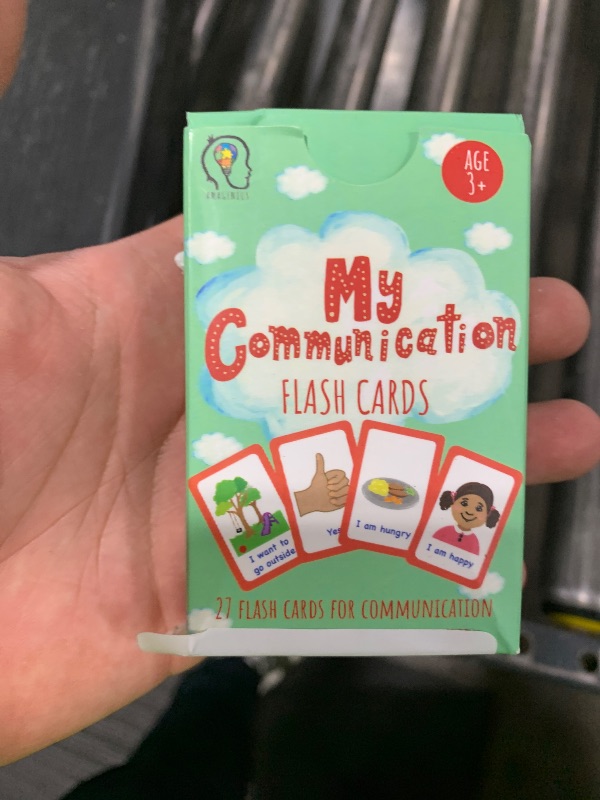 IMAGINEUS
AGE
3+
My
Communication
FLASH CARDS
I want to
go outside
Yes
I am hungry
I am happy
27 FLASH CARDS FOR COMMUNICATION